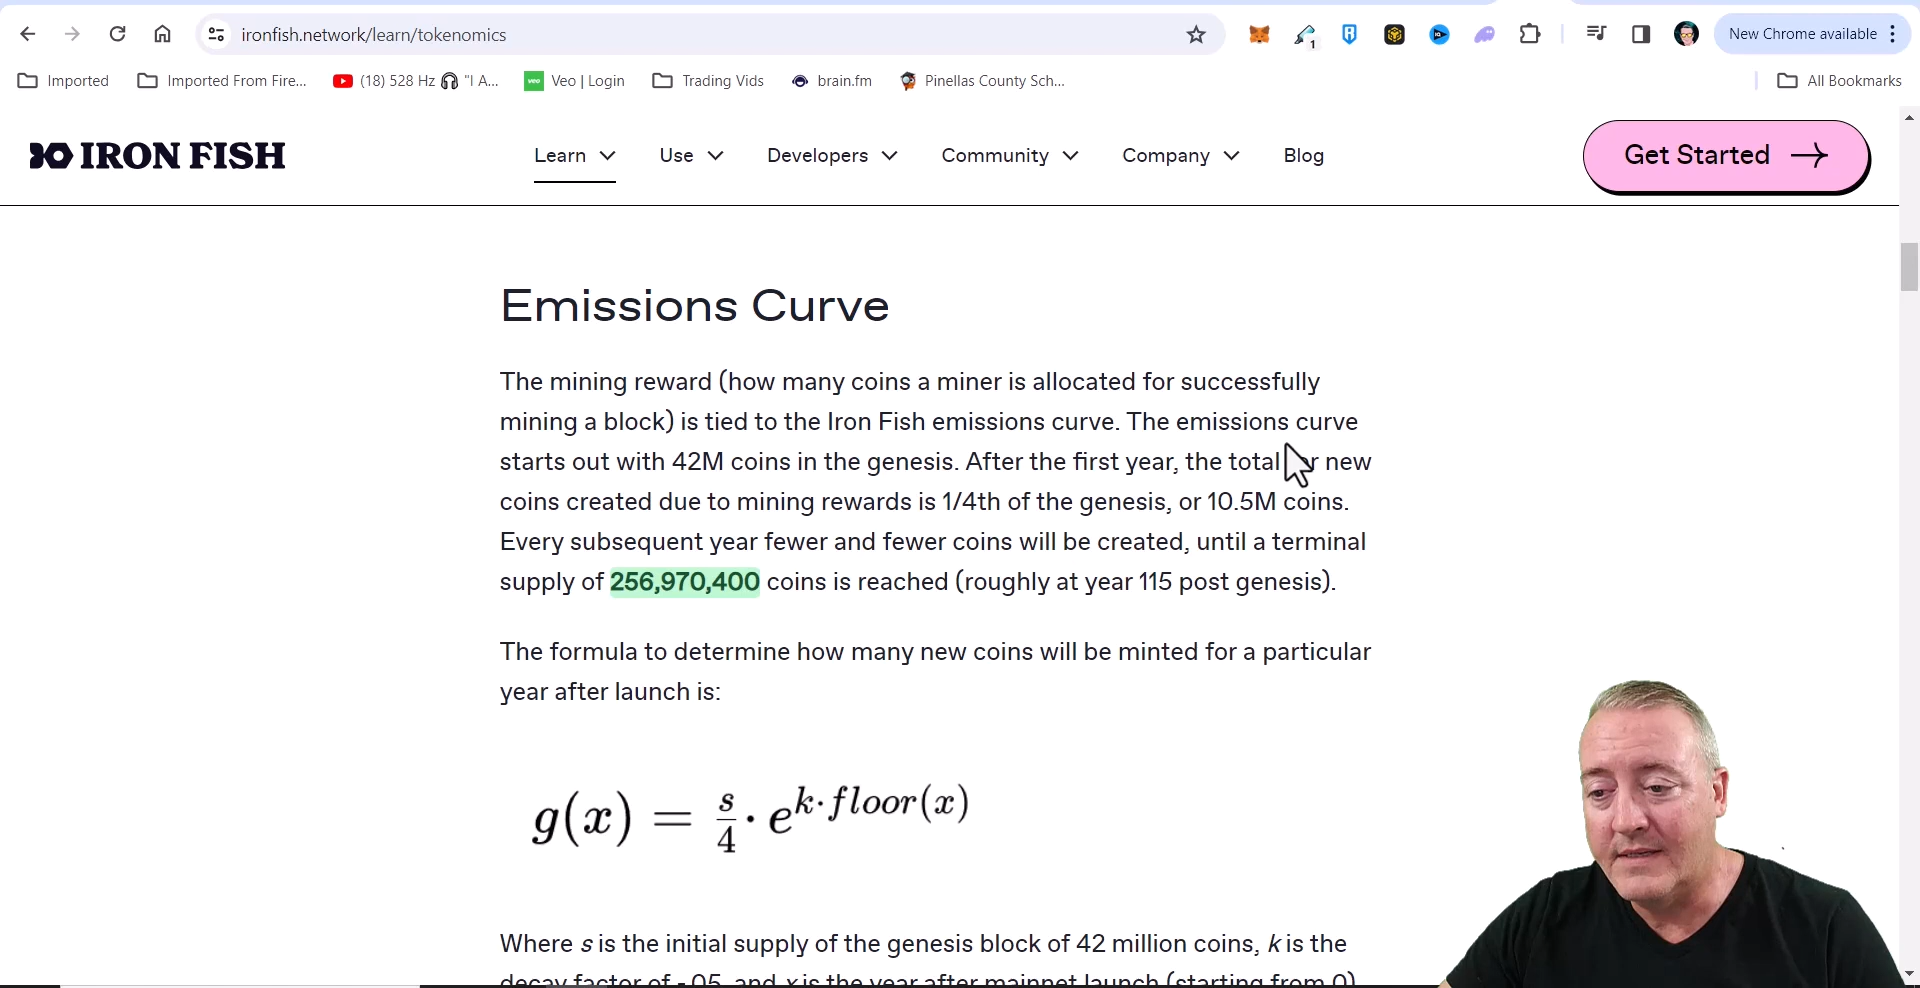 ironfish.network/learn/tokenomics
1
New Chrome available
Imported
Imported From Fire...
(18) 528 Hz 🎧 "I A...
veo
Veo | Login
Trading Vids
brain.fm
Pinellas County Sch...
All Bookmarks
IRON FISH
Learn
Use
Developers
Community
Company
Blog
Get Started
Emissions Curve
The mining reward (how many coins a miner is allocated for successfully
mining a block) is tied to the Iron Fish emissions curve. The emissions curve
starts out with 42M coins in the genesis. After the first year, the total new
coins created due to mining rewards is 1/4th of the genesis, or 10.5M coins.
Every subsequent year fewer and fewer coins will be created, until a terminal
supply of 256,970,400 coins is reached (roughly at year 115 post genesis).
The formula to determine how many new coins will be minted for a particular
year after launch is:
g(x) = s/4 · e^{k·floor(x)}
Where s is the initial supply of the genesis block of 42 million coins, k is the
decay factor of -.05, and x is the year after mainnet launch (starting from 0)